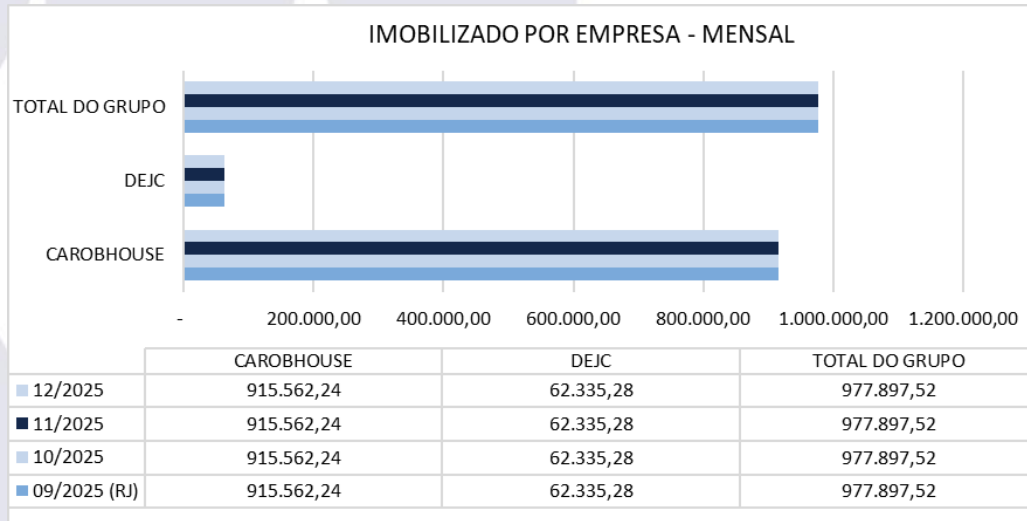 IMOBILIZADO POR EMPRESA - MENSAL
TOTAL DO GRUPO
DEJC
CAROBHOUSE
- 200.000,00 400.000,00 600.000,00 800.000,00 1.000.000,00 1.200.000,00
CAROBHOUSE DEJC TOTAL DO GRUPO
12/2025 915.562,24 62.335,28 977.897,52
11/2025 915.562,24 62.335,28 977.897,52
10/2025 915.562,24 62.335,28 977.897,52
09/2025 (RJ) 915.562,24 62.335,28 977.897,52